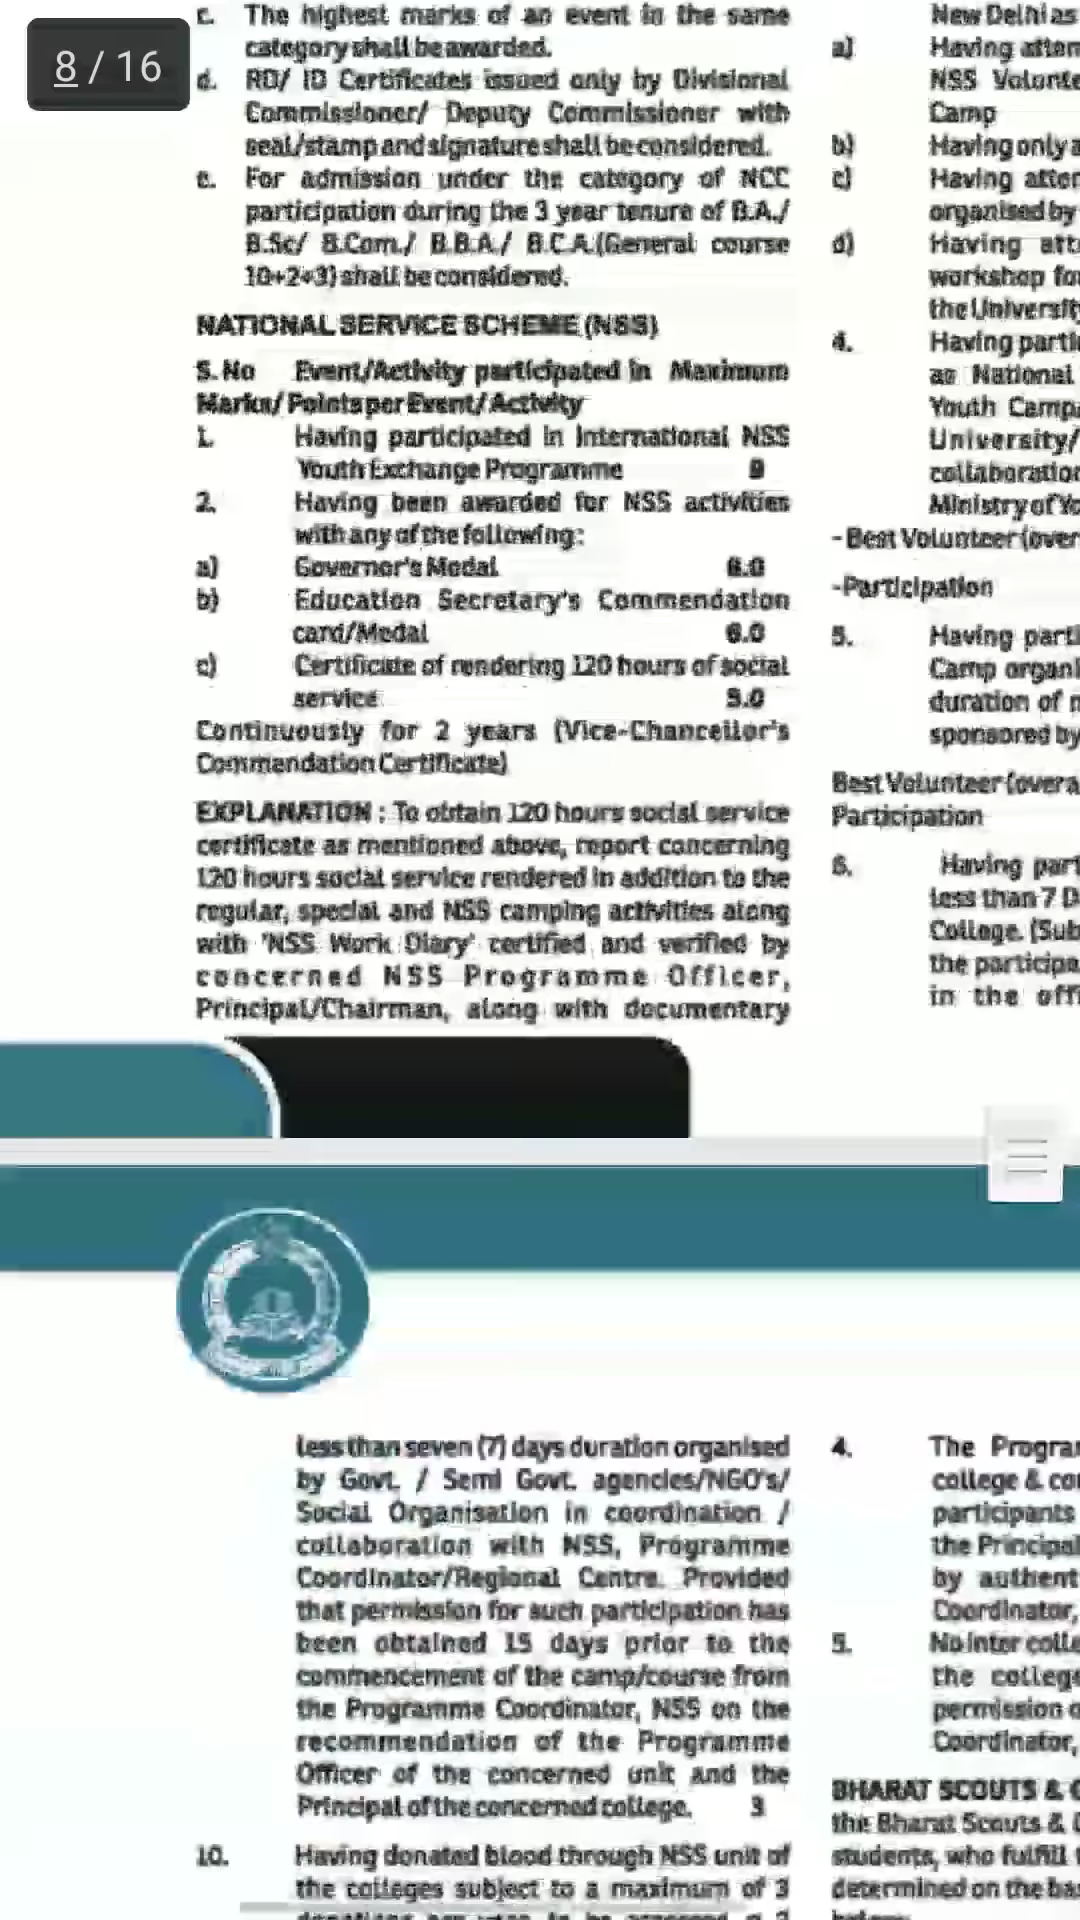 8 / 16
c. The highest marks of an event in the same
category shall be awarded.
d. RD/ ID Certificates issued only by Divisional
Commissioner/ Deputy Commissioner with
seal/stamp and signature shall be considered.
e. For admission under the category of NCC
participation during the 3 year tenure of B.A./
B.Sc/ B.Com./ B.B.A./ B.C.A.(General course
10+2+3) shall be considered.
NATIONAL SERVICE SCHEME (NSS)
S.No Event/Activity participated in Maximum
Marks/ Points per Event/ Activity
1. Having participated in International NSS
Youth Exchange Programme 9
2. Having been awarded for NSS activities
with any of the following:
a) Governor's Medal 6.0
b) Education Secretary's Commendation
card/Medal 6.0
c) Certificate of rendering 120 hours of social
service
Continuously for 2 years (Vice-Chancellor's
Commendation Certificate)
EXPLANATION : To obtain 120 hours social service
certificate as mentioned above, report concerning
120 hours social service rendered in addition to the
regular, special and NSS camping activities along
with 'NSS Work Diary' certified and verified by
concerned NSS Programme Officer,
Principal/Chairman, along with documentary
New Delhi as
a) Having atten
NSS Volunte
Camp
b) Having only a
c) Having atten
organised by
d) Having atte
workshop fo
the University
4. Having parti
as National
Youth Campa
University/
collaboration
Ministry of Yo
- Best Volunteer (over
-Participation
5. Having parti
Camp organi
duration of n
sponsored by
Best Volunteer (overa
Participation
6. Having part
less than 7 D
College. (Sub
the participa
in the offi
less than seven (7) days duration organised
by Govt. / Semi Govt. agencies/NGO's/
Social Organisation in coordination /
collaboration with NSS, Programme
Coordinator/Regional Centre. Provided
that permission for such participation has
been obtained 15 days prior to the
commencement of the camp/course from
the Programme Coordinator, NSS on the
recommendation of the Programme
Officer of the concerned unit and the
Principal of the concerned college. 3
10. Having donated blood through NSS unit of
the colleges subject to a maximum of 3
4. The Progra
college & co
participants
the Principal
by authent
Coordinator,
5. No inter colle
the college
permission o
Coordinator,
BHARAT SCOUTS & G
the Bharat Scouts & G
students, who fulfill t
determined on the bas